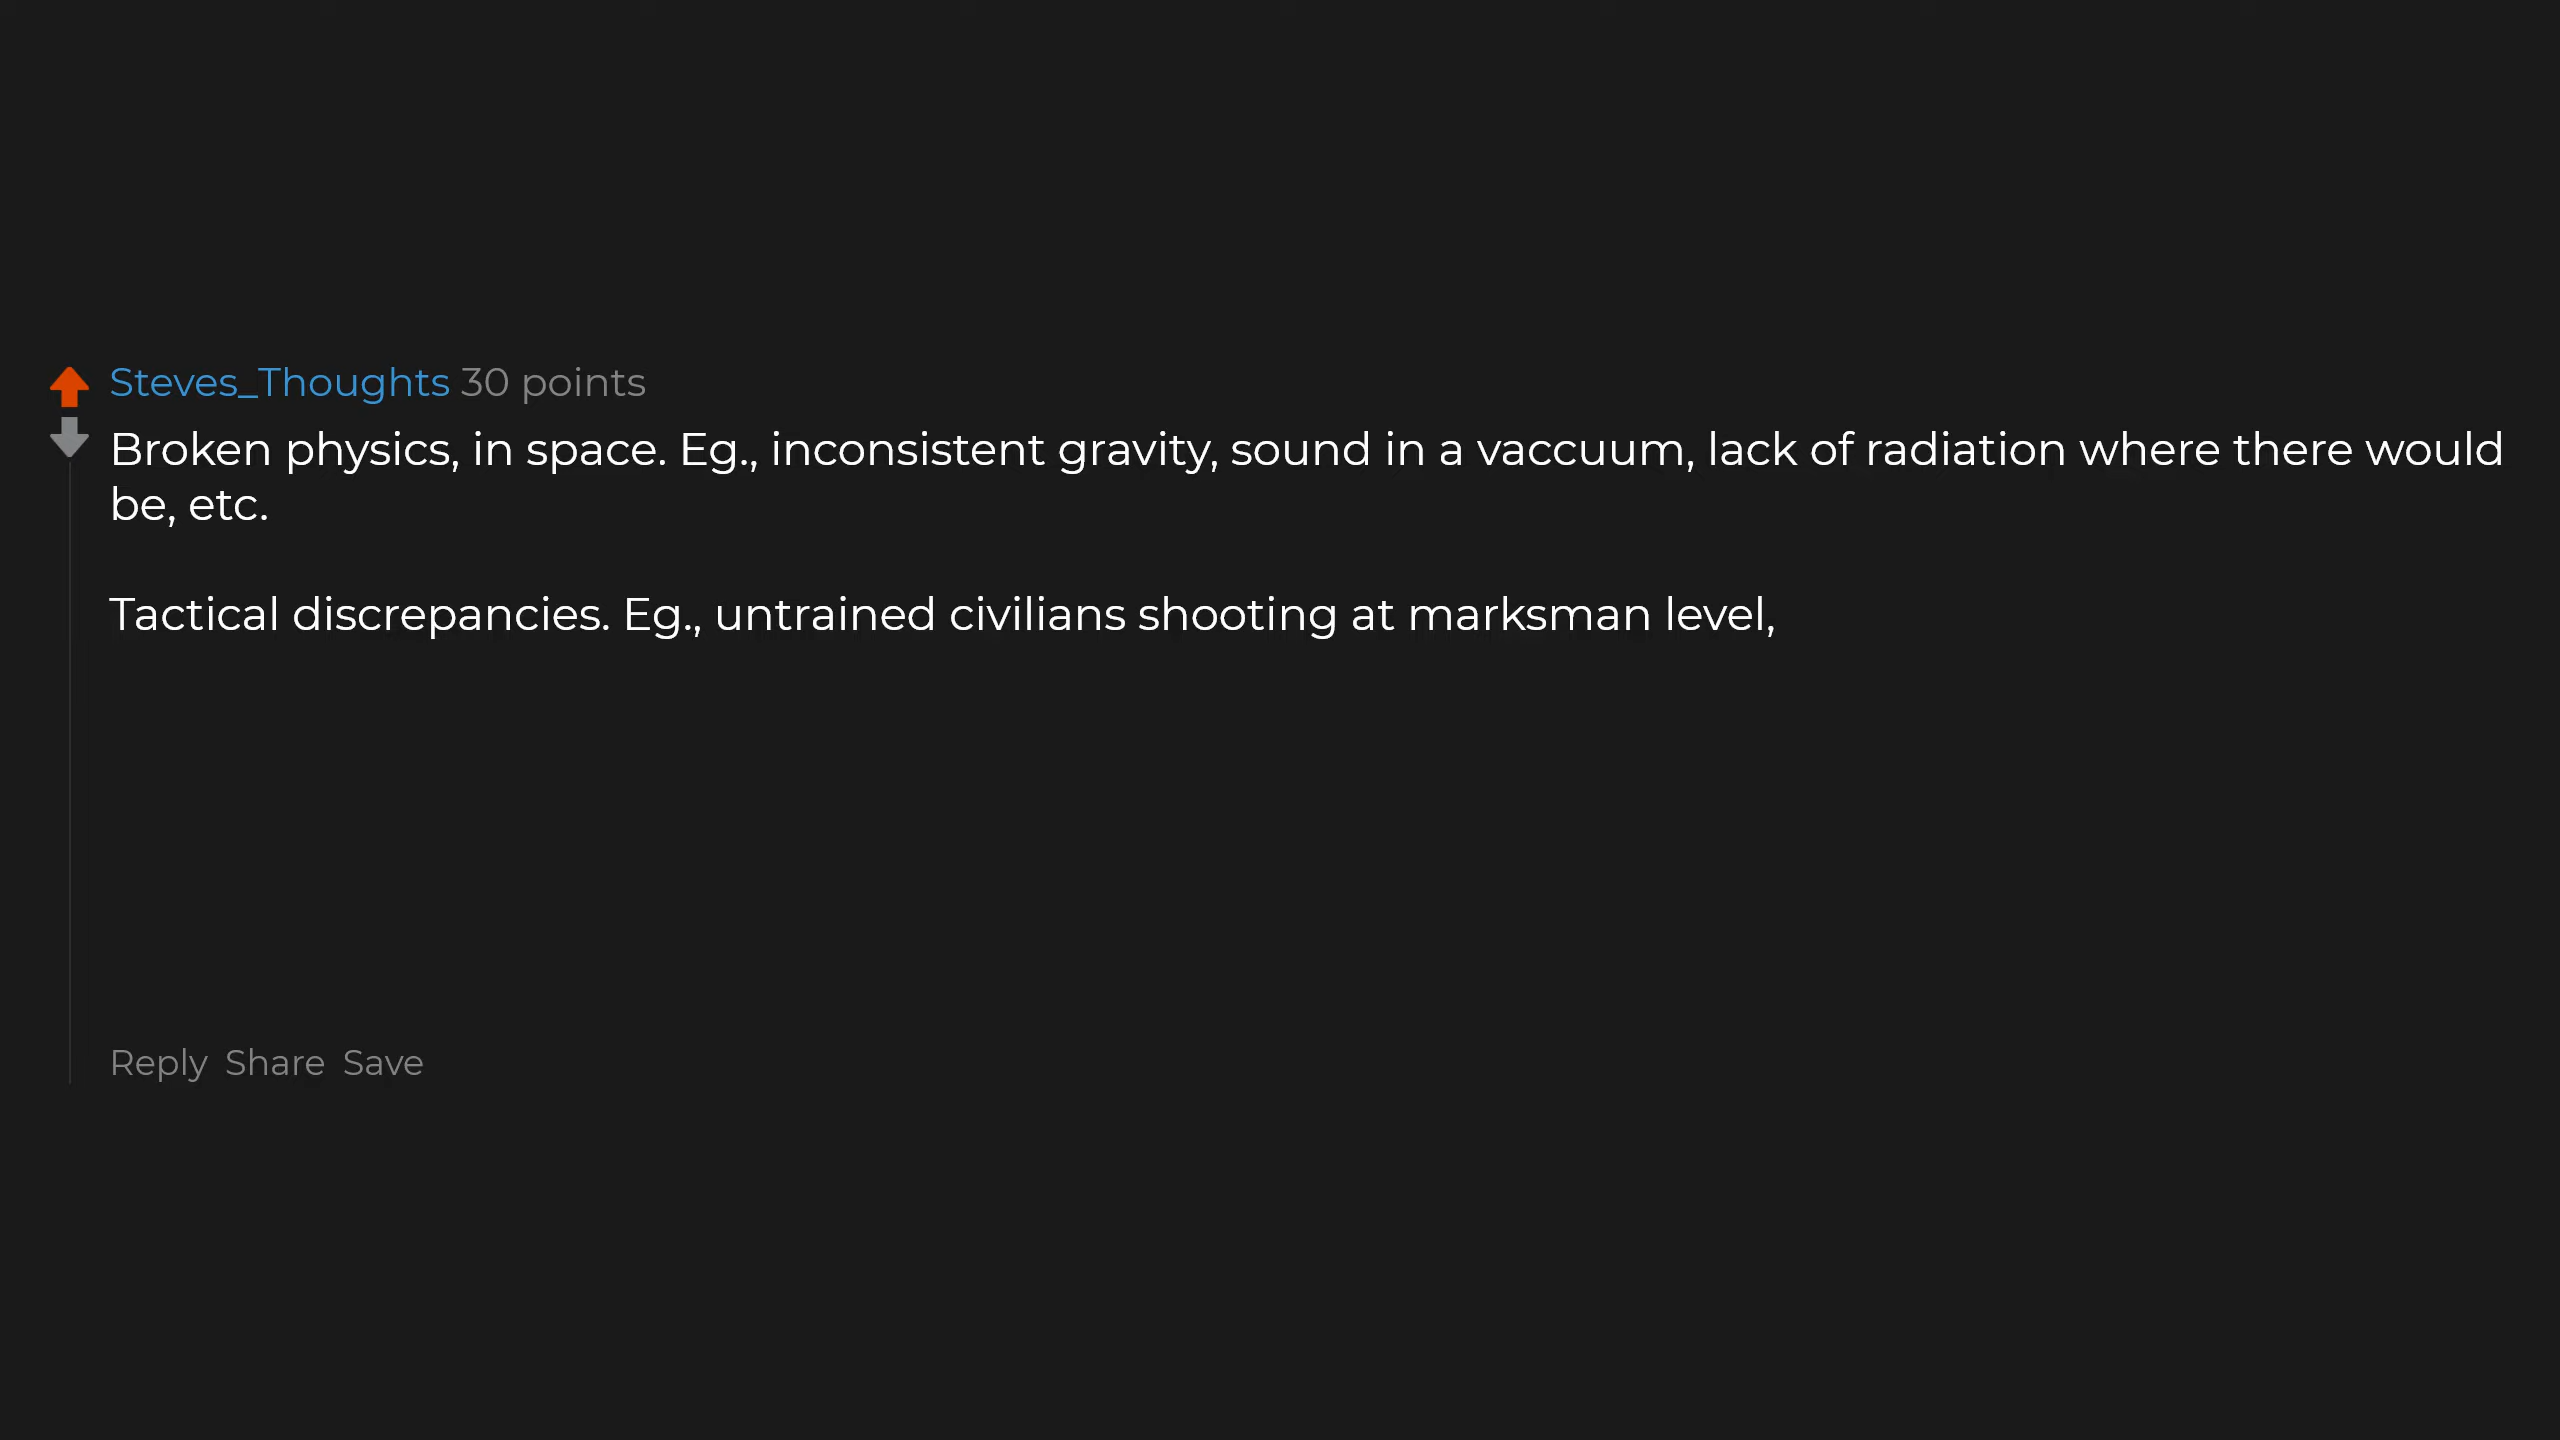 Steves_Thoughts 30 points
Broken physics, in space. Eg., inconsistent gravity, sound in a vaccuum, lack of radiation where there would
be, etc.
Tactical discrepancies. Eg., untrained civilians shooting at marksman level,
Reply Share Save